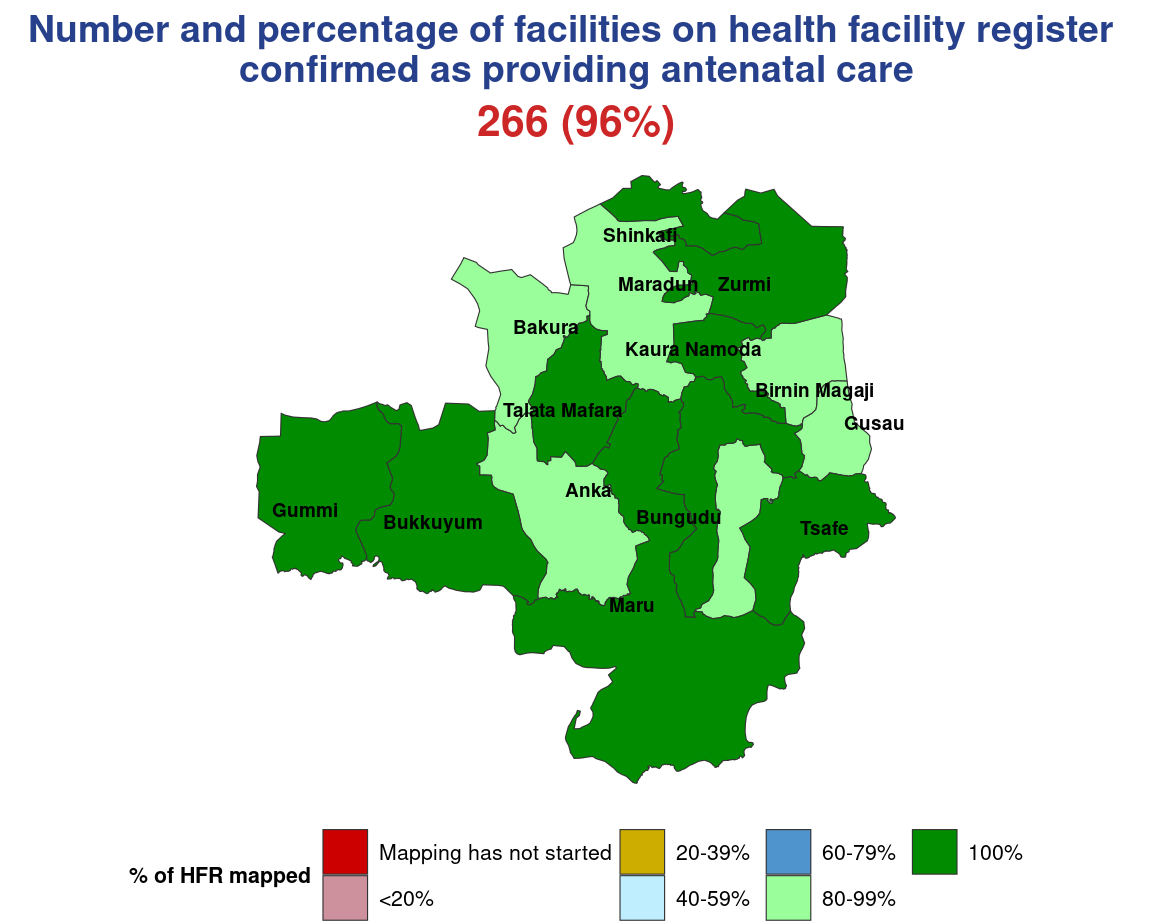 Number and percentage of facilities on health facility register
confirmed as providing antenatal care
266 (96%)
Shinkafi
Maradun
Zurmi
Bakura
Kaura Namoda
Birnin Magaji
Talata Mafara
Gusau
Anka
Gummi
Bukkuyum
Bungudu
Tsafe
Maru
% of HFR mapped
Mapping has not started
20-39%
60-79%
100%
<20%
40-59%
80-99%